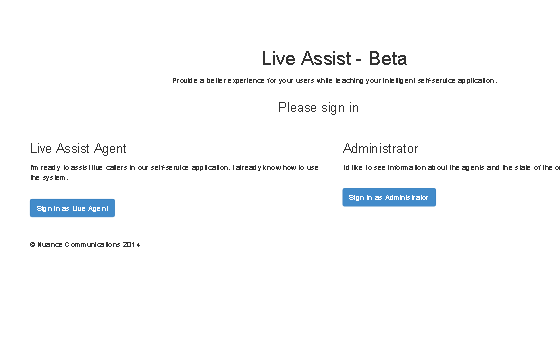 Live Assist - Beta
Provide a better experience for your users while teaching your intelligent self-service application.
Please sign in
Live Assist Agent
I'm ready to assist live callers in our self-service application. I already know how to use
the system.
Sign in as Live Agent
Administrator
I'd like to see information about the agents and the state of the
Sign in as Administrator
© Nuance Communications 2014